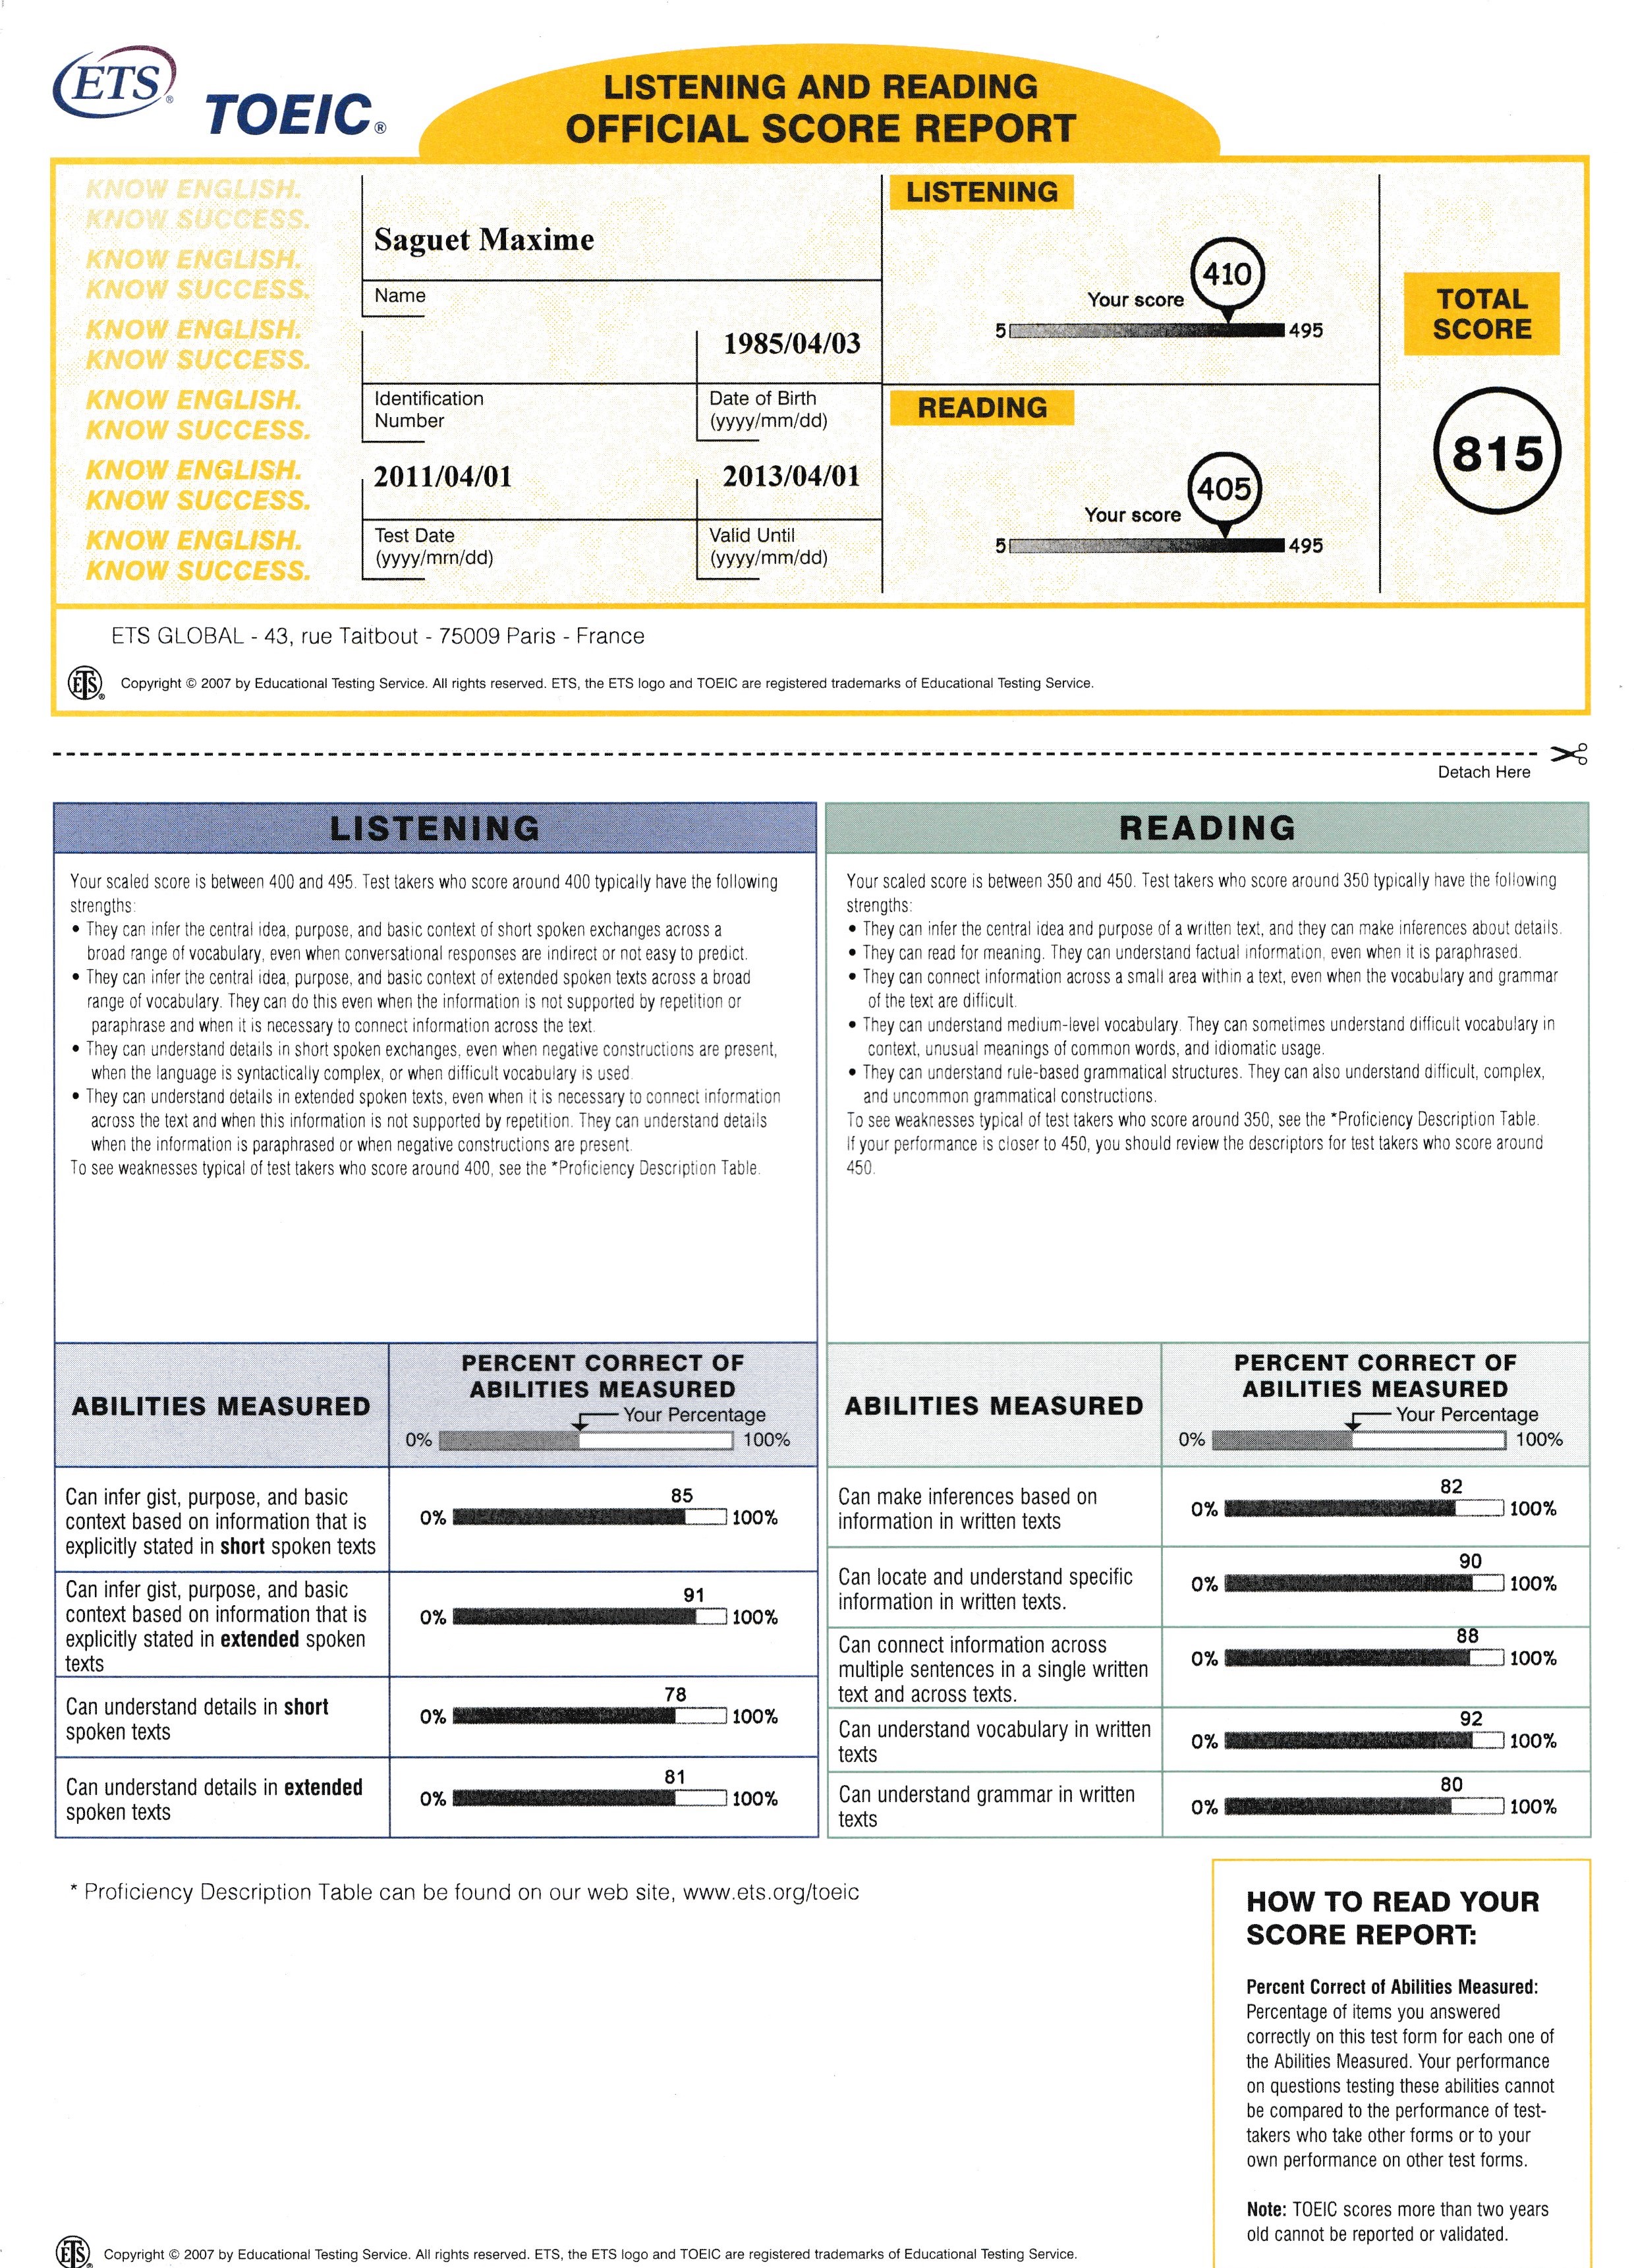 ETS®
TOEIC®
LISTENING AND READING
OFFICIAL SCORE REPORT
KNOW ENGLISH.
KNOW SUCCESS.
KNOW ENGLISH.
KNOW SUCCESS.
KNOW ENGLISH.
KNOW SUCCESS.
KNOW ENGLISH.
KNOW SUCCESS.
KNOW ENGLISH.
KNOW SUCCESS.
KNOW ENGLISH.
KNOW SUCCESS.
Saguet Maxime
Name
1985/04/03
Identification
Number
Date of Birth
(yyyy/mm/dd)
2011/04/01
2013/04/01
Test Date
(yyyy/mm/dd)
Valid Until
(yyyy/mm/dd)
LISTENING
410
Your score
5 495
READING
405
Your score
5 495
TOTAL
SCORE
815
ETS GLOBAL - 43, rue Taitbout - 75009 Paris - France
ETS® Copyright © 2007 by Educational Testing Service. All rights reserved. ETS, the ETS logo and TOEIC are registered trademarks of Educational Testing Service.
Detach Here
LISTENING
Your scaled score is between 400 and 495. Test takers who score around 400 typically have the following
strengths:
• They can infer the central idea, purpose, and basic context of short spoken exchanges across a
broad range of vocabulary, even when conversational responses are indirect or not easy to predict.
• They can infer the central idea, purpose, and basic context of extended spoken texts across a broad
range of vocabulary. They can do this even when the information is not supported by repetition or
paraphrase and when it is necessary to connect information across the text.
• They can understand details in short spoken exchanges, even when negative constructions are present,
when the language is syntactically complex, or when difficult vocabulary is used.
• They can understand details in extended spoken texts, even when it is necessary to connect information
across the text and when this information is not supported by repetition. They can understand details
when the information is paraphrased or when negative constructions are present.
To see weaknesses typical of test takers who score around 400, see the *Proficiency Description Table.
READING
Your scaled score is between 350 and 450. Test takers who score around 350 typically have the following
strengths:
• They can infer the central idea and purpose of a written text, and they can make inferences about details.
• They can read for meaning. They can understand factual information, even when it is paraphrased.
• They can connect information across a small area within a text, even when the vocabulary and grammar
of the text are difficult.
• They can understand medium-level vocabulary. They can sometimes understand difficult vocabulary in
context, unusual meanings of common words, and idiomatic usage.
• They can understand rule-based grammatical structures. They can also understand difficult, complex,
and uncommon grammatical constructions.
To see weaknesses typical of test takers who score around 350, see the *Proficiency Description Table.
If your performance is closer to 450, you should review the descriptors for test takers who score around
450.
ABILITIES MEASURED
PERCENT CORRECT OF
ABILITIES MEASURED
Your Percentage
0% 100%
Can infer gist, purpose, and basic
context based on information that is
explicitly stated in short spoken texts
85
0% 100%
Can infer gist, purpose, and basic
context based on information that is
explicitly stated in extended spoken
texts
91
0% 100%
Can understand details in short
spoken texts
78
0% 100%
Can understand details in extended
spoken texts
81
0% 100%
ABILITIES MEASURED
PERCENT CORRECT OF
ABILITIES MEASURED
Your Percentage
0% 100%
Can make inferences based on
information in written texts
82
0% 100%
Can locate and understand specific
information in written texts.
90
0% 100%
Can connect information across
multiple sentences in a single written
text and across texts.
88
0% 100%
Can understand vocabulary in written
texts
92
0% 100%
Can understand grammar in written
texts
80
0% 100%
* Proficiency Description Table can be found on our web site, www.ets.org/toeic
HOW TO READ YOUR
SCORE REPORT:
Percent Correct of Abilities Measured:
Percentage of items you answered
correctly on this test form for each one of
the Abilities Measured. Your performance
on questions testing these abilities cannot
be compared to the performance of test-
takers who take other forms or to your
own performance on other test forms.
Note: TOEIC scores more than two years
old cannot be reported or validated.
ETS® Copyright © 2007 by Educational Testing Service. All rights reserved. ETS, the ETS logo and TOEIC are registered trademarks of Educational Testing Service.